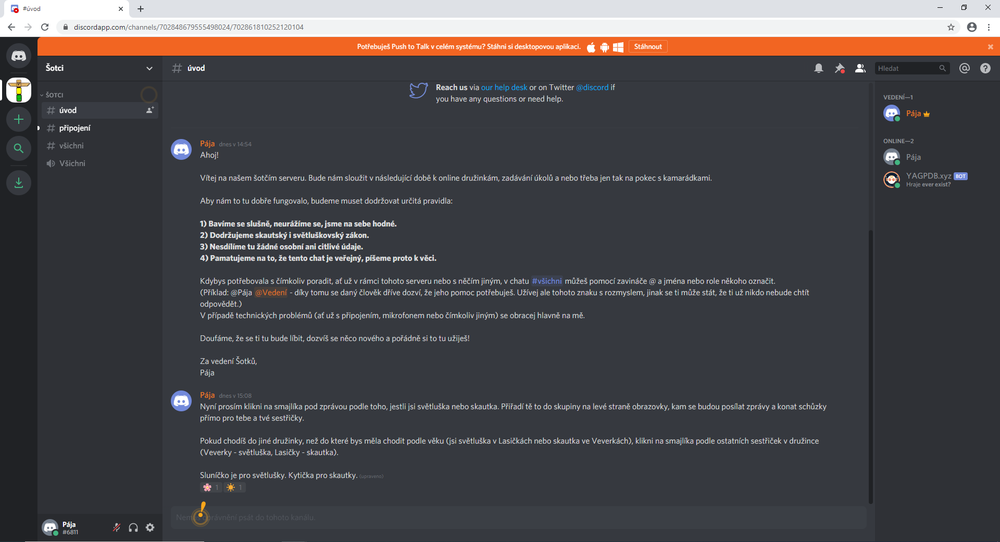 #úvod
discordapp.com/channels/702848679555498024/702861810252120104
Potřebuješ Push to Talk v celém systému? Stáhni si desktopovou aplikaci.
Stáhnout
Šotci
úvod
Hledat
ŠOTCI
úvod
připojení
všichni
Všichni
Reach us via our help desk or on Twitter @discord if
you have any questions or need help.
Pája dnes v 14:54
Ahoj!
Vítej na našem šotčím serveru. Bude nám sloužit v následující době k online družinkám, zadávání úkolů a nebo třeba jen tak na pokec s kamarádkami.
Aby nám to tu dobře fungovalo, budeme muset dodržovat určitá pravidla:
1) Bavíme se slušně, neurážíme se, jsme na sebe hodné.
2) Dodržujeme skautský i světluškovský zákon.
3) Nesdílíme tu žádné osobní ani citlivé údaje.
4) Pamatujeme na to, že tento chat je veřejný, píšeme proto k věci.
Kdybys potřebovala s čímkoliv poradit, ať už v rámci tohoto serveru nebo s něčím jiným, v chatu #všichni můžeš pomocí zavináče @ a jména nebo role někoho označit.
(Příklad: @Pája @Vedení - díky tomu se daný člověk dříve dozví, že jeho pomoc potřebuješ. Užívej ale tohoto znaku s rozmyslem, jinak se ti může stát, že ti už nikdo nebude chtít
odpovědět.)
V případě technických problémů (ať už s připojením, mikrofonem nebo čímkoliv jiným) se obracej hlavně na mě.
Doufáme, že se ti tu bude líbit, dozvíš se něco nového a pořádně si to tu užiješ!
Za vedení Šotků,
Pája
Pája dnes v 15:08
Nyní prosím klikni na smajlíka pod zprávou podle toho, jestli jsi světluška nebo skautka. Přiřadí tě to do skupiny na levé straně obrazovky, kam se budou posílat zprávy a konat schůzky
přímo pro tebe a tvé sestřičky.
Pokud chodíš do jiné družinky, než do které bys měla chodit podle věku (jsi světluška v Lasičkách nebo skautka ve Veverkách), klikni na smajlíka podle ostatních sestřiček v družince
(Veverky - světluška, Lasičky - skautka).
Sluníčko je pro světlušky. Kytička pro skautky. (upraveno)
1 1
psát do tohoto kanálu.
VEDENÍ—1
Pája
ONLINE—2
Pája
YAGPDB.xyz BOT
Hraje ever exist?
Pája
#6811